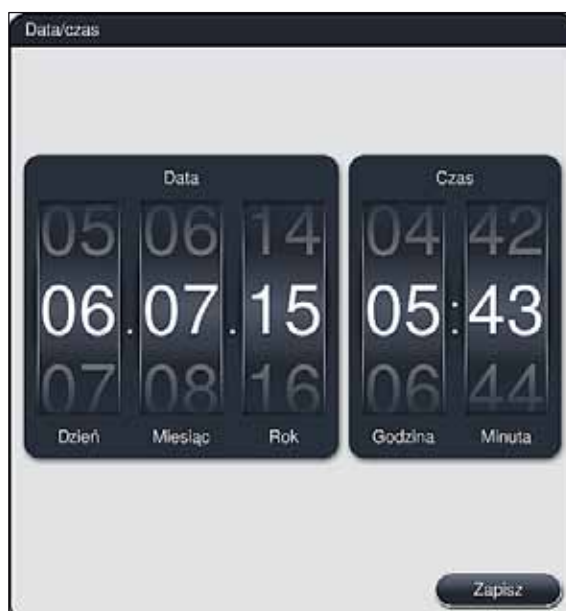 Data/czas
Data
05 06 14
06.07.15
07 08 16
Dzień Miesiąc Rok
Czas
04 42
05:43
06 44
Godzina Minuta
Zapisz